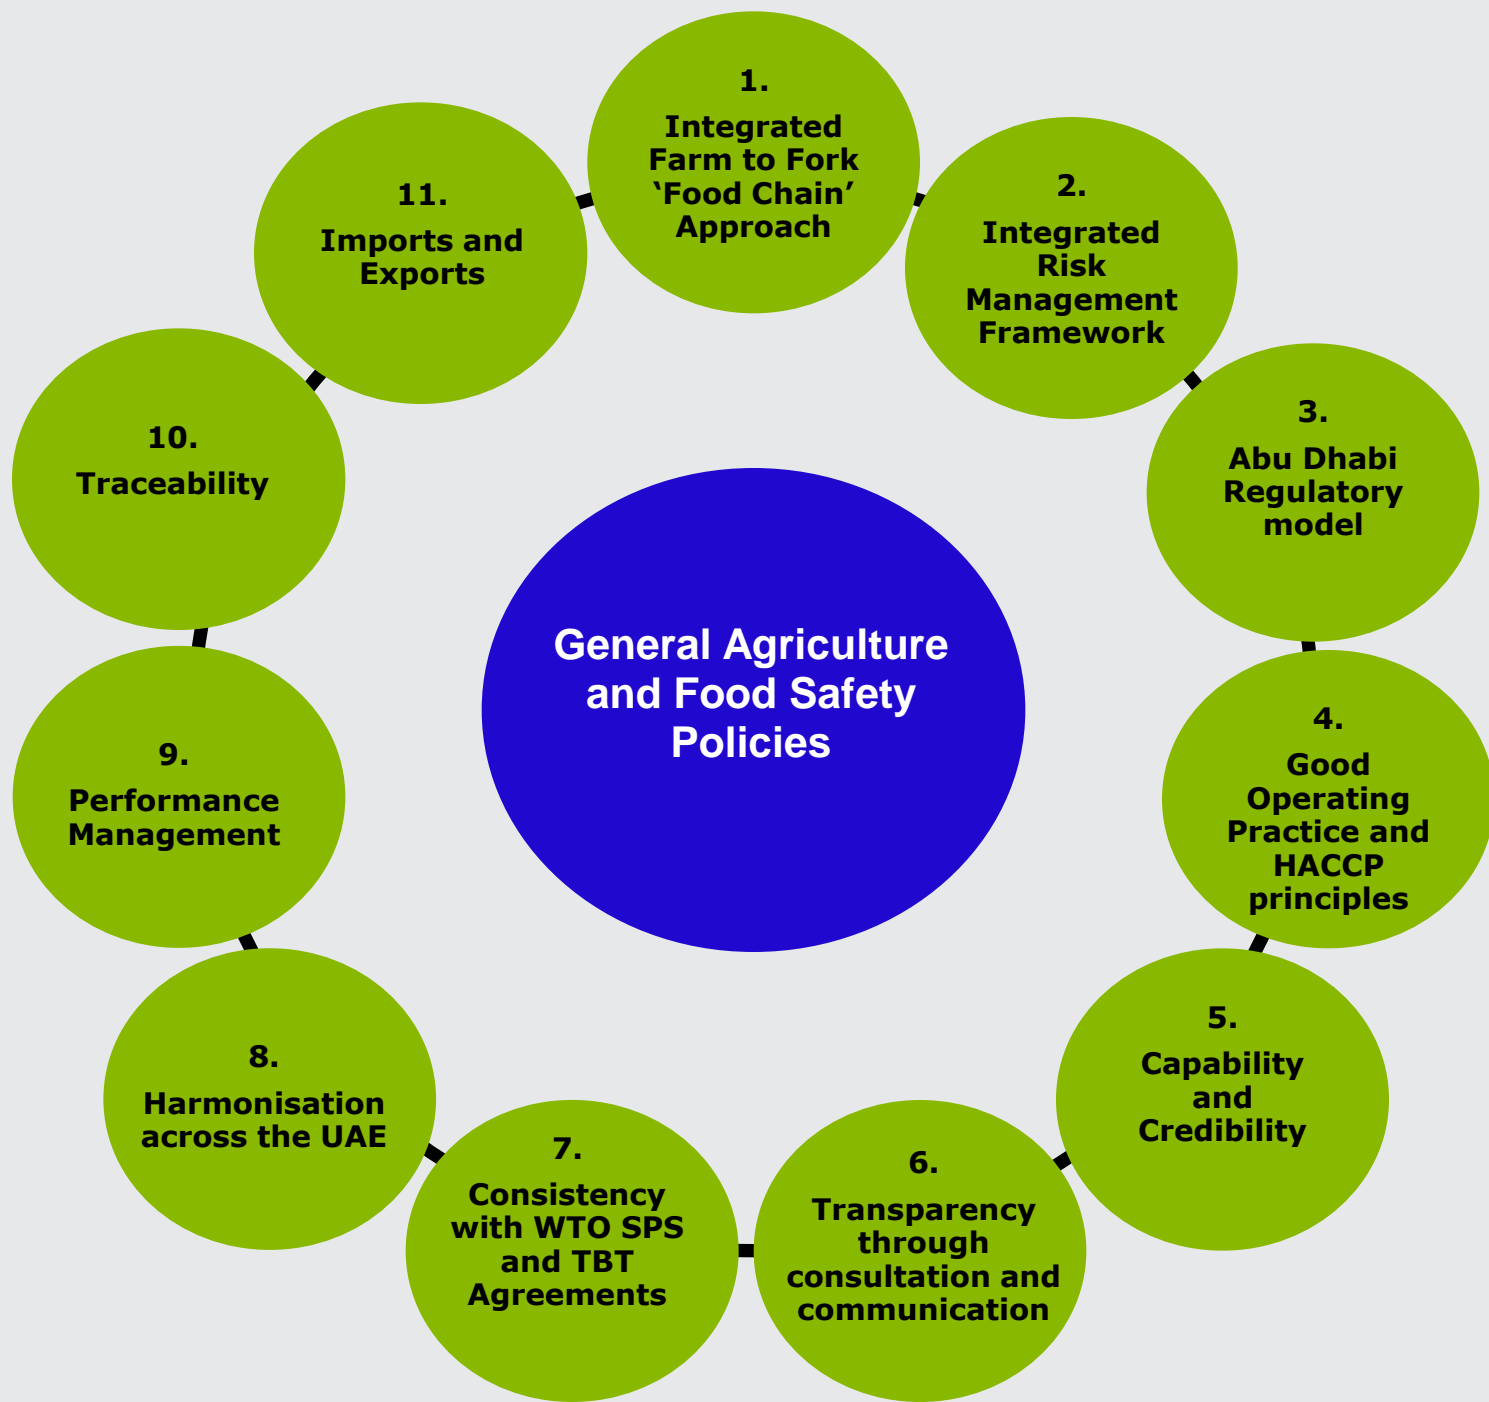 1.
Integrated
Farm to Fork
‘Food Chain’
Approach
2.
Integrated
Risk
Management
Framework
3.
Abu Dhabi
Regulatory
model
4.
Good
Operating
Practice and
HACCP
principles
5.
Capability
and
Credibility
6.
Transparency
through
consultation and
communication
7.
Consistency
with WTO SPS
and TBT
Agreements
8.
Harmonisation
across the UAE
9.
Performance
Management
10.
Traceability
11.
Imports and
Exports
General Agriculture
and Food Safety
Policies